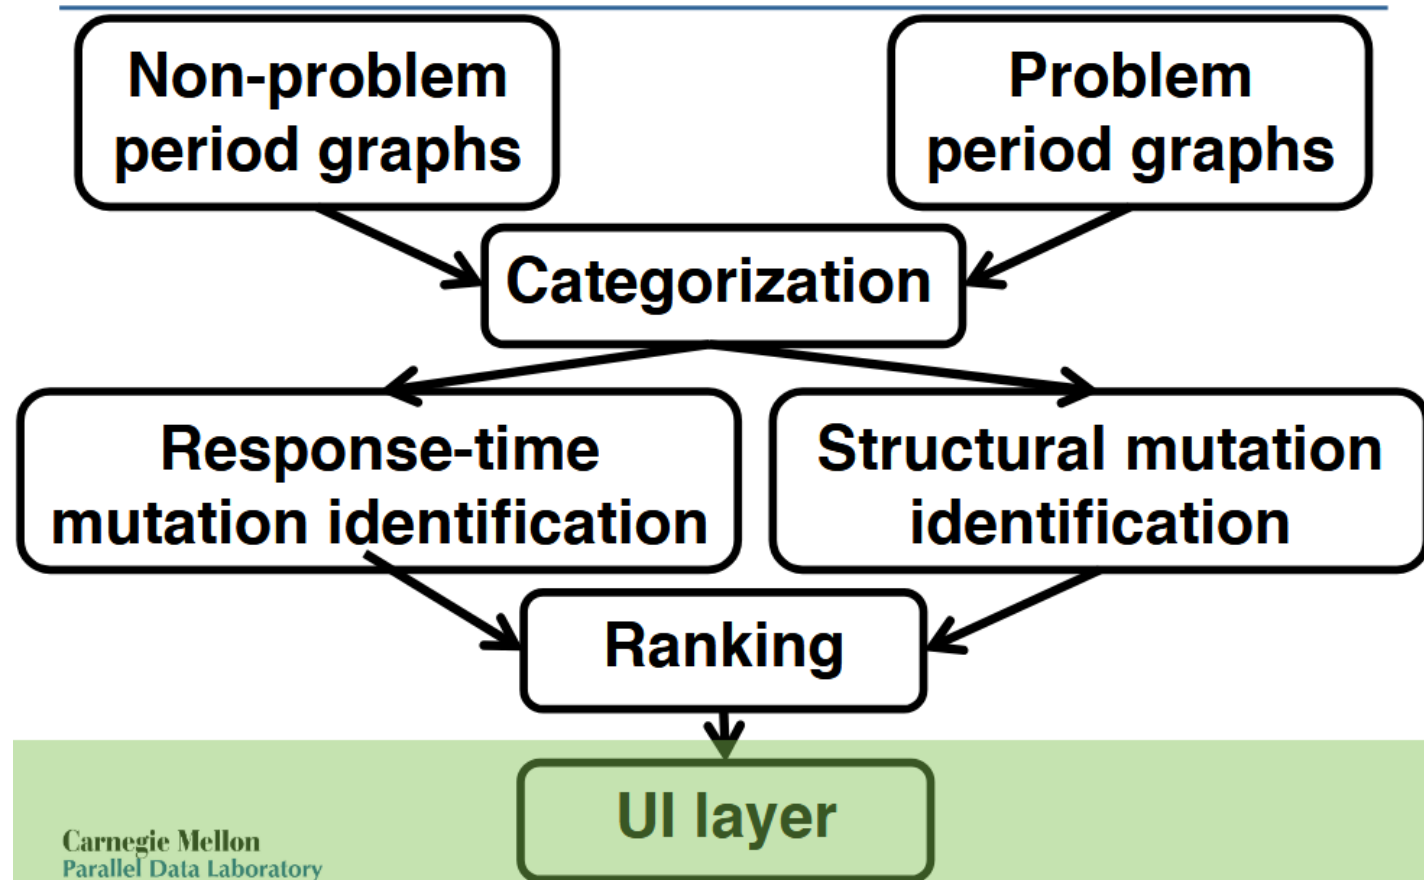 Non-problem
period graphs
Problem
period graphs
Categorization
Response-time
mutation identification
Structural mutation
identification
Ranking
UI layer
Carnegie Mellon
Parallel Data Laboratory